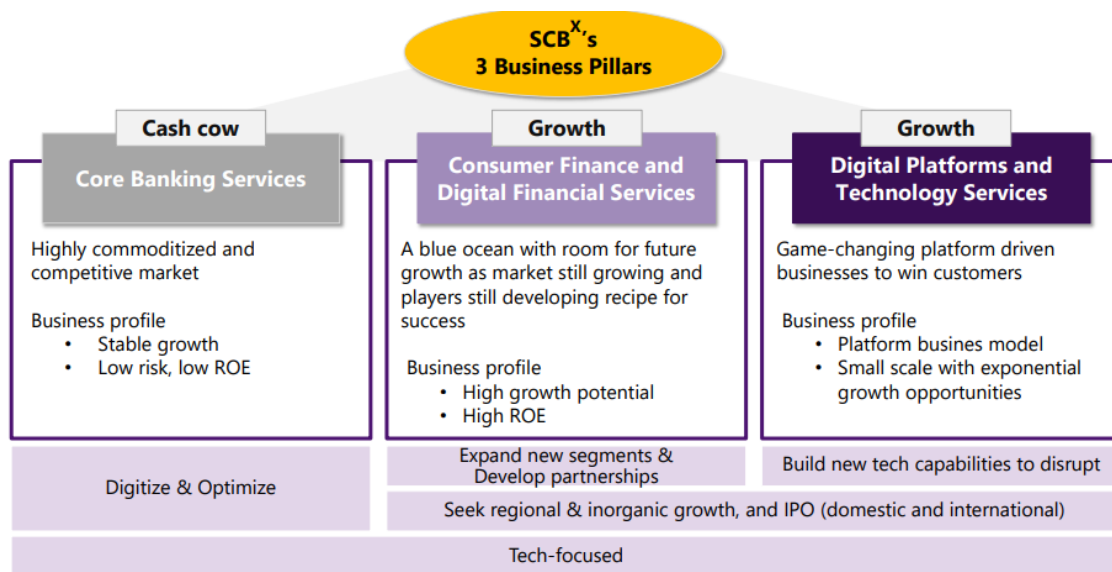 SCBX's
3 Business Pillars
Cash cow
Core Banking Services
Highly commoditized and
competitive market
Business profile
• Stable growth
• Low risk, low ROE
Growth
Consumer Finance and
Digital Financial Services
A blue ocean with room for future
growth as market still growing and
players still developing recipe for
success
Business profile
• High growth potential
• High ROE
Growth
Digital Platforms and
Technology Services
Game-changing platform driven
businesses to win customers
Business profile
• Platform busines model
• Small scale with exponential
growth opportunities
Digitize & Optimize
Expand new segments &
Develop partnerships
Build new tech capabilities to disrupt
Seek regional & inorganic growth, and IPO (domestic and international)
Tech-focused